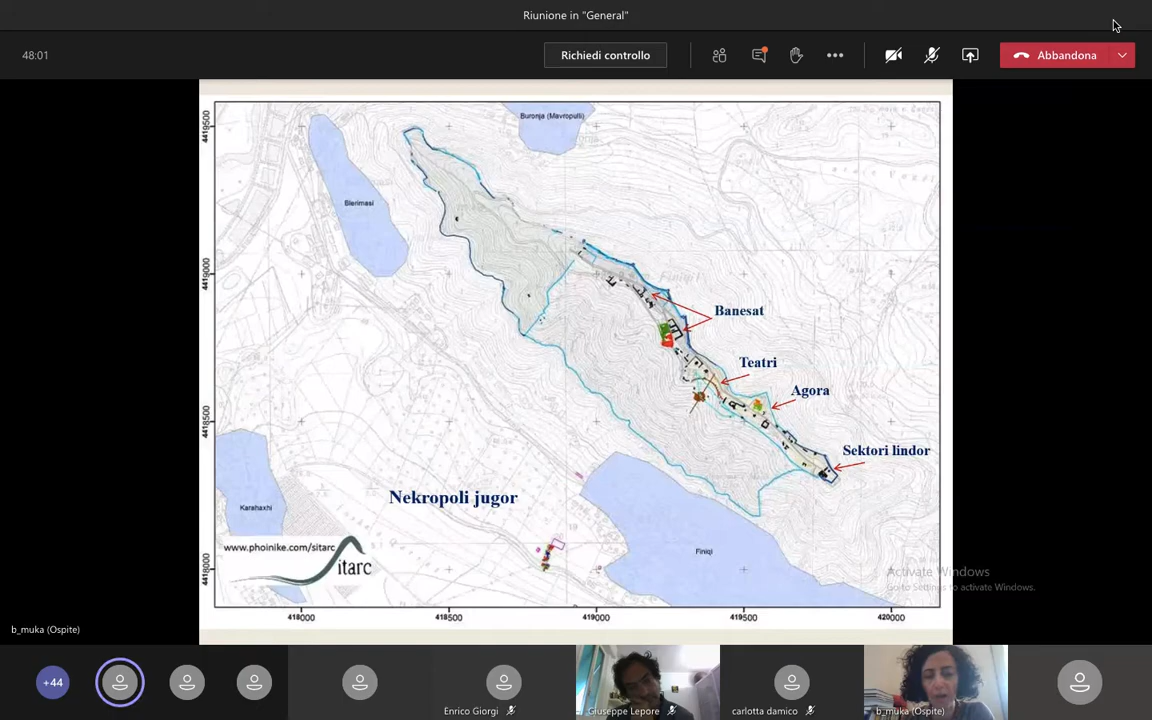 Riunione in "General"
48:01
Richiedi controllo
Abbandona
Buronja (Mavropulli)
Blerimasi
Banesat
Teatri
Agora
Sektori lindor
Nekropoli jugor
Karahaxhi
Finiqi
www.phoinike.com/sitarc
itarc
4419500
4419000
4418500
4418000
418000
418500
419000
419500
420000
Activate Windows
Go to Settings to activate Windows.
b_muka (Ospite)
+44
Enrico Giorgi
Giuseppe Lepore
carlotta damico
b_muka (Ospite)